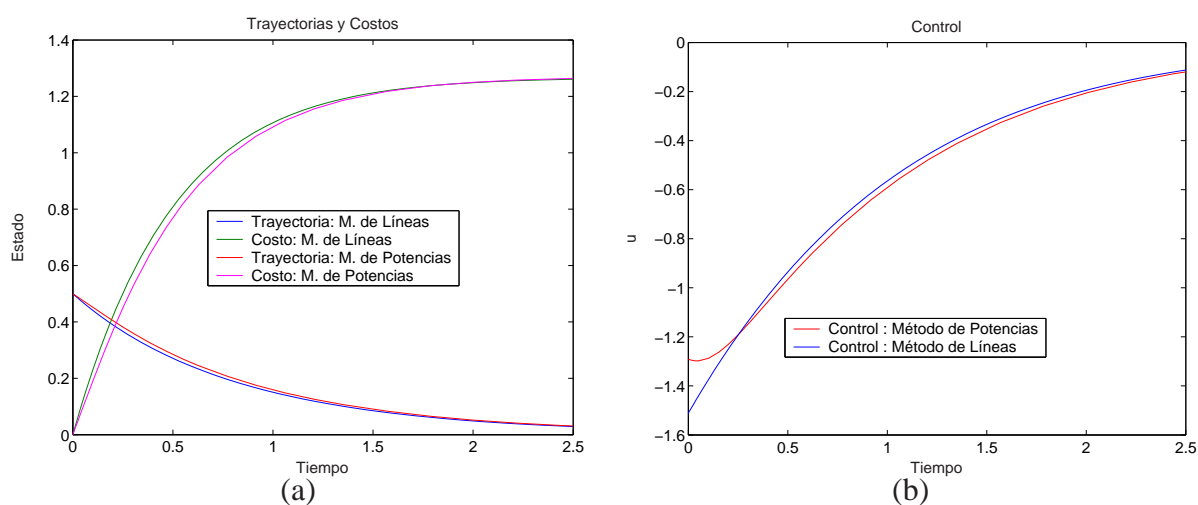 Trayectorias y Costos
1.4
1.2
1
0.8
0.6
0.4
0.2
0
Estado
Trayectoria: M. de Líneas
Costo: M. de Líneas
Trayectoria: M. de Potencias
Costo: M. de Potencias
0 0.5 1 1.5 2 2.5
Tiempo
(a)
Control
0
−0.2
−0.4
−0.6
−0.8
−1
−1.2
−1.4
−1.6
u
Control : Método de Potencias
Control : Método de Líneas
0 0.5 1 1.5 2 2.5
Tiempo
(b)